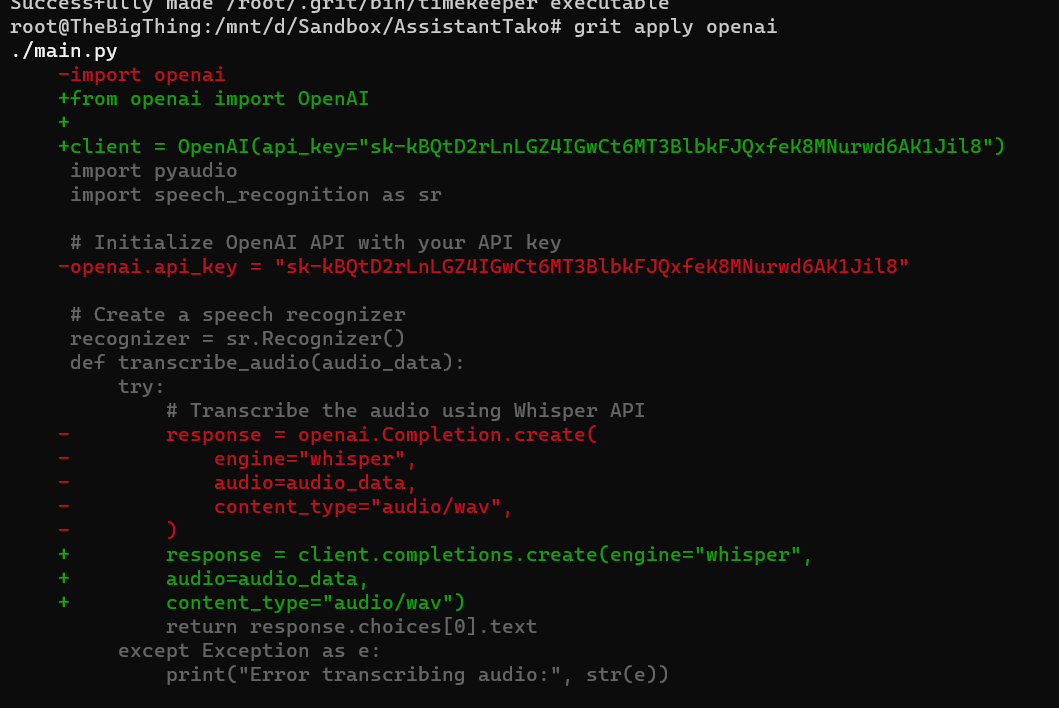 Successfully made /root/.grit/bin/timekeeper executable
root@TheBigThing:/mnt/d/Sandbox/AssistantTako# grit apply openai
./main.py
    -import openai
    +from openai import OpenAI
    +
    +client = OpenAI(api_key="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")
     import pyaudio
     import speech_recognition as sr

     # Initialize OpenAI API with your API key
    -openai.api_key = "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"

     # Create a speech recognizer
     recognizer = sr.Recognizer()
     def transcribe_audio(audio_data):
         try:
             # Transcribe the audio using Whisper API
    -        response = openai.Completion.create(
    -            engine="whisper",
    -            audio=audio_data,
    -            content_type="audio/wav",
    -        )
    +        response = client.completions.create(engine="whisper",
    +        audio=audio_data,
    +        content_type="audio/wav")
             return response.choices[0].text
         except Exception as e:
             print("Error transcribing audio:", str(e))